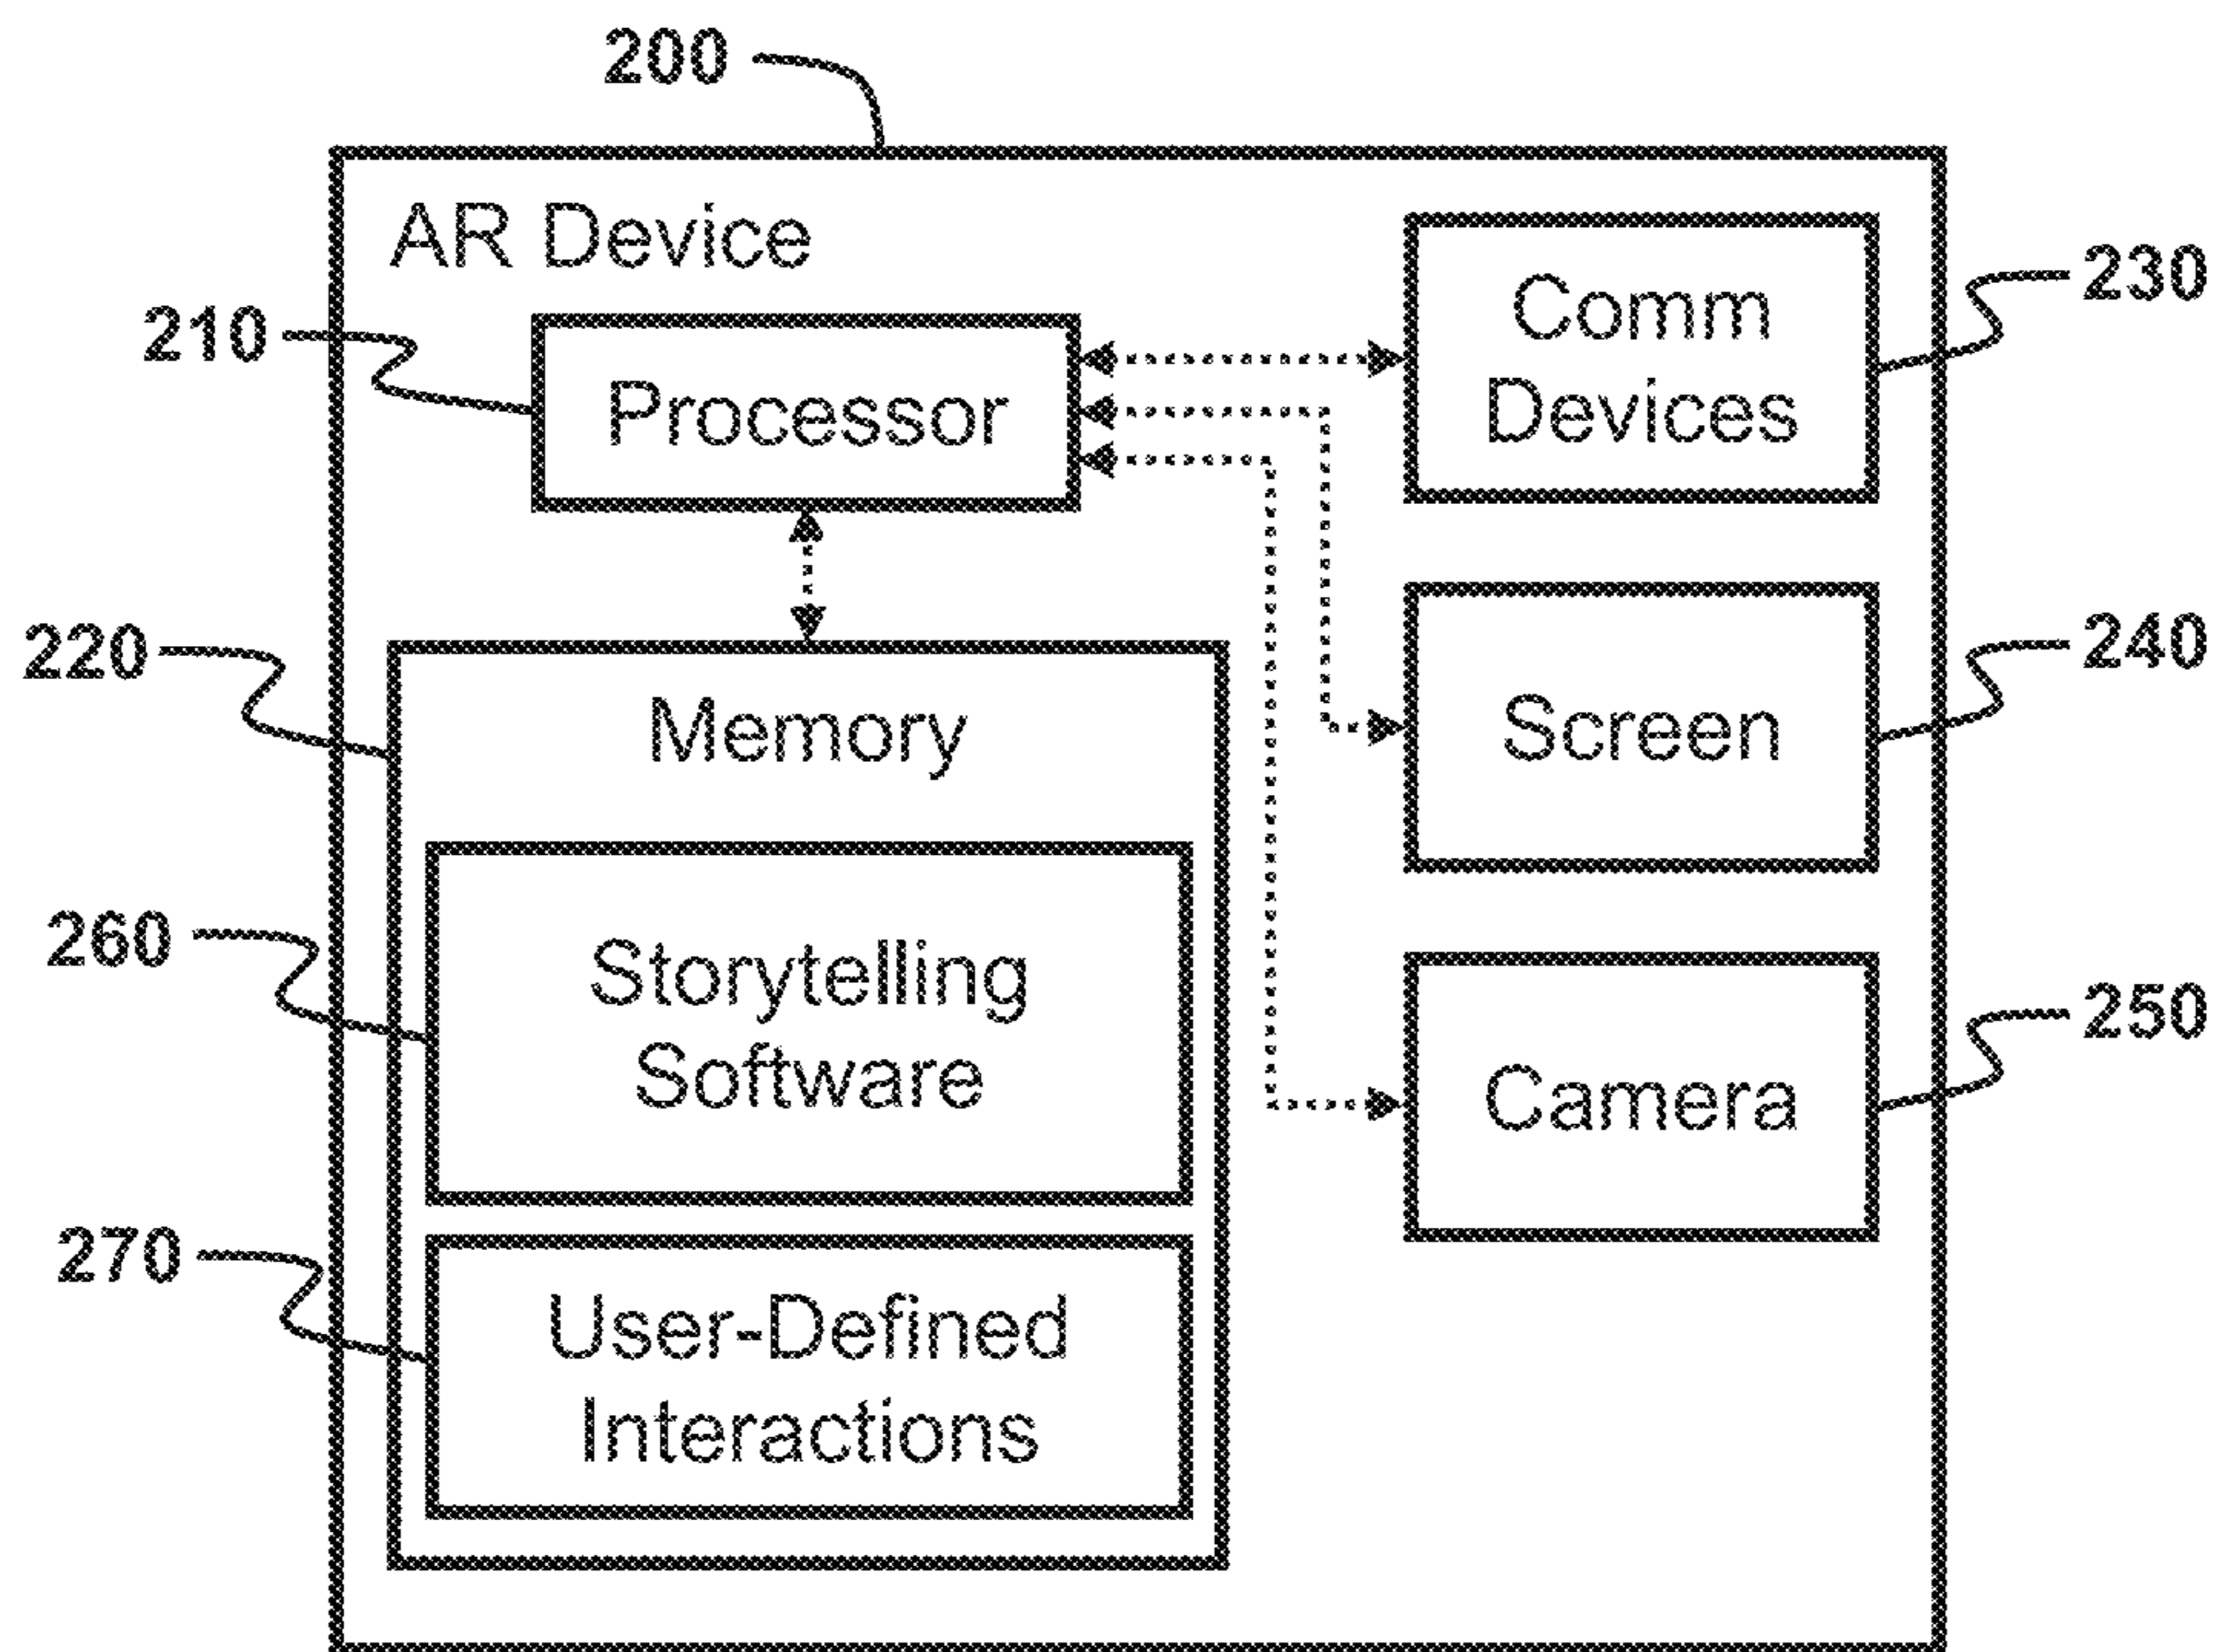 200
AR Device
210
Processor
Comm
Devices
230
220
Memory
Screen
240
260
Storytelling
Software
Camera
250
270
User-Defined
Interactions